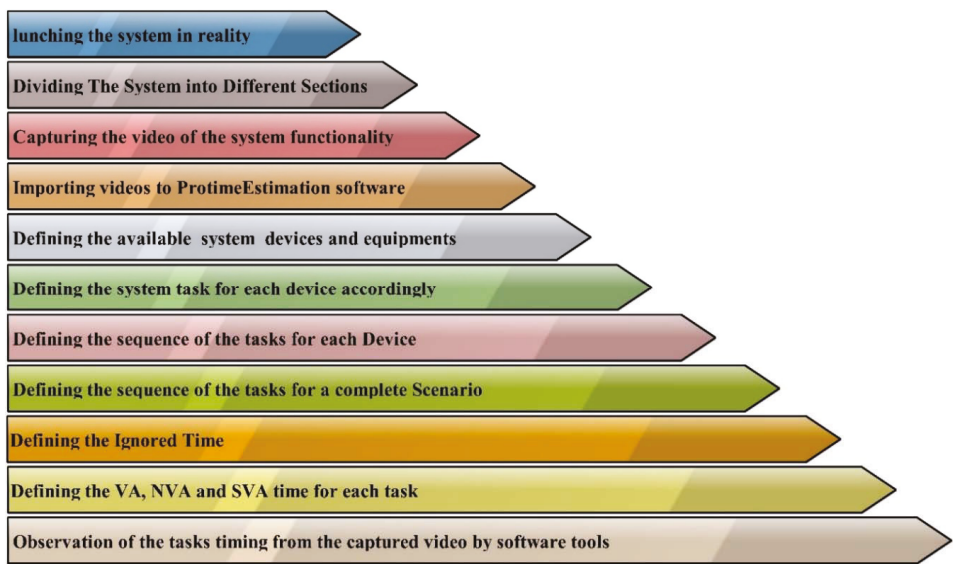 lunching the system in reality
Dividing The System into Different Sections
Capturing the video of the system functionality
Importing videos to ProtimeEstimation software
Defining the available system devices and equipments
Defining the system task for each device accordingly
Defining the sequence of the tasks for each Device
Defining the sequence of the tasks for a complete Scenario
Defining the Ignored Time
Defining the VA, NVA and SVA time for each task
Observation of the tasks timing from the captured video by software tools